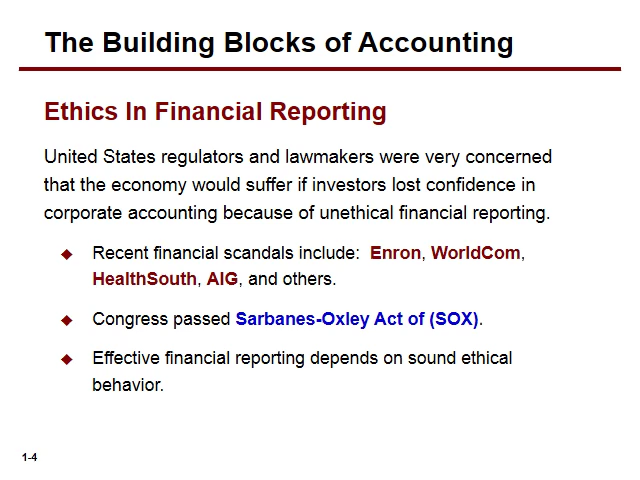 The Building Blocks of Accounting
Ethics In Financial Reporting
United States regulators and lawmakers were very concerned
that the economy would suffer if investors lost confidence in
corporate accounting because of unethical financial reporting.
Recent financial scandals include: Enron, WorldCom,
HealthSouth, AIG, and others.
Congress passed Sarbanes-Oxley Act of (SOX).
Effective financial reporting depends on sound ethical
behavior.
1-4